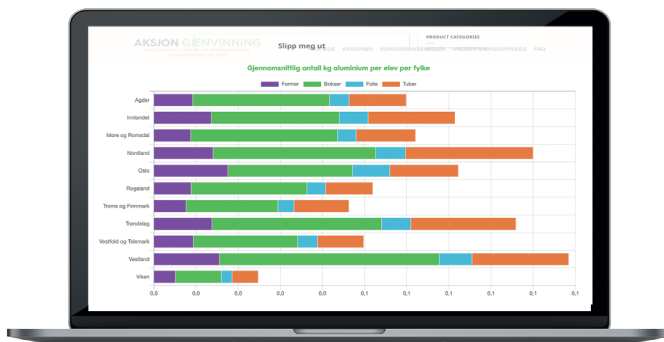 PRODUCT CATEGORIES
AKSJON GJENVINNING
Slipp meg ut
FAQ
Gjennomsnittlig antall kg aluminium per elev per fylke
Former Bokser Folie Tuber
Agder
Innlandet
Møre og Romsdal
Nordland
Oslo
Rogaland
Troms og Finnmark
Trøndelag
Vestfold og Telemark
Vestland
Viken
0,0 0,0 0,0 0,0 0,0 0,1 0,1 0,1 0,1 0,1 0,1